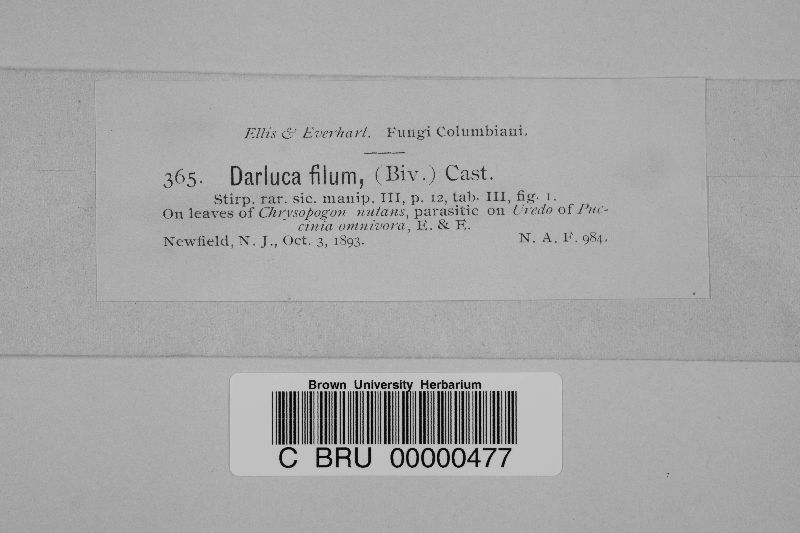 Ellis & Everhart. Fungi Columbiani.
365. Darluca filum, (Biv.) Cast.
Stirp. rar. sic. manip. III, p. 12, tab. III, fig. 1.
On leaves of Chrysopogon nutans, parasitic on Uredo of Puc-
cinia omnivora, E. & E.
Newfield, N. J., Oct. 3, 1893. N. A. F. 984.
Brown University Herbarium
C BRU 00000477